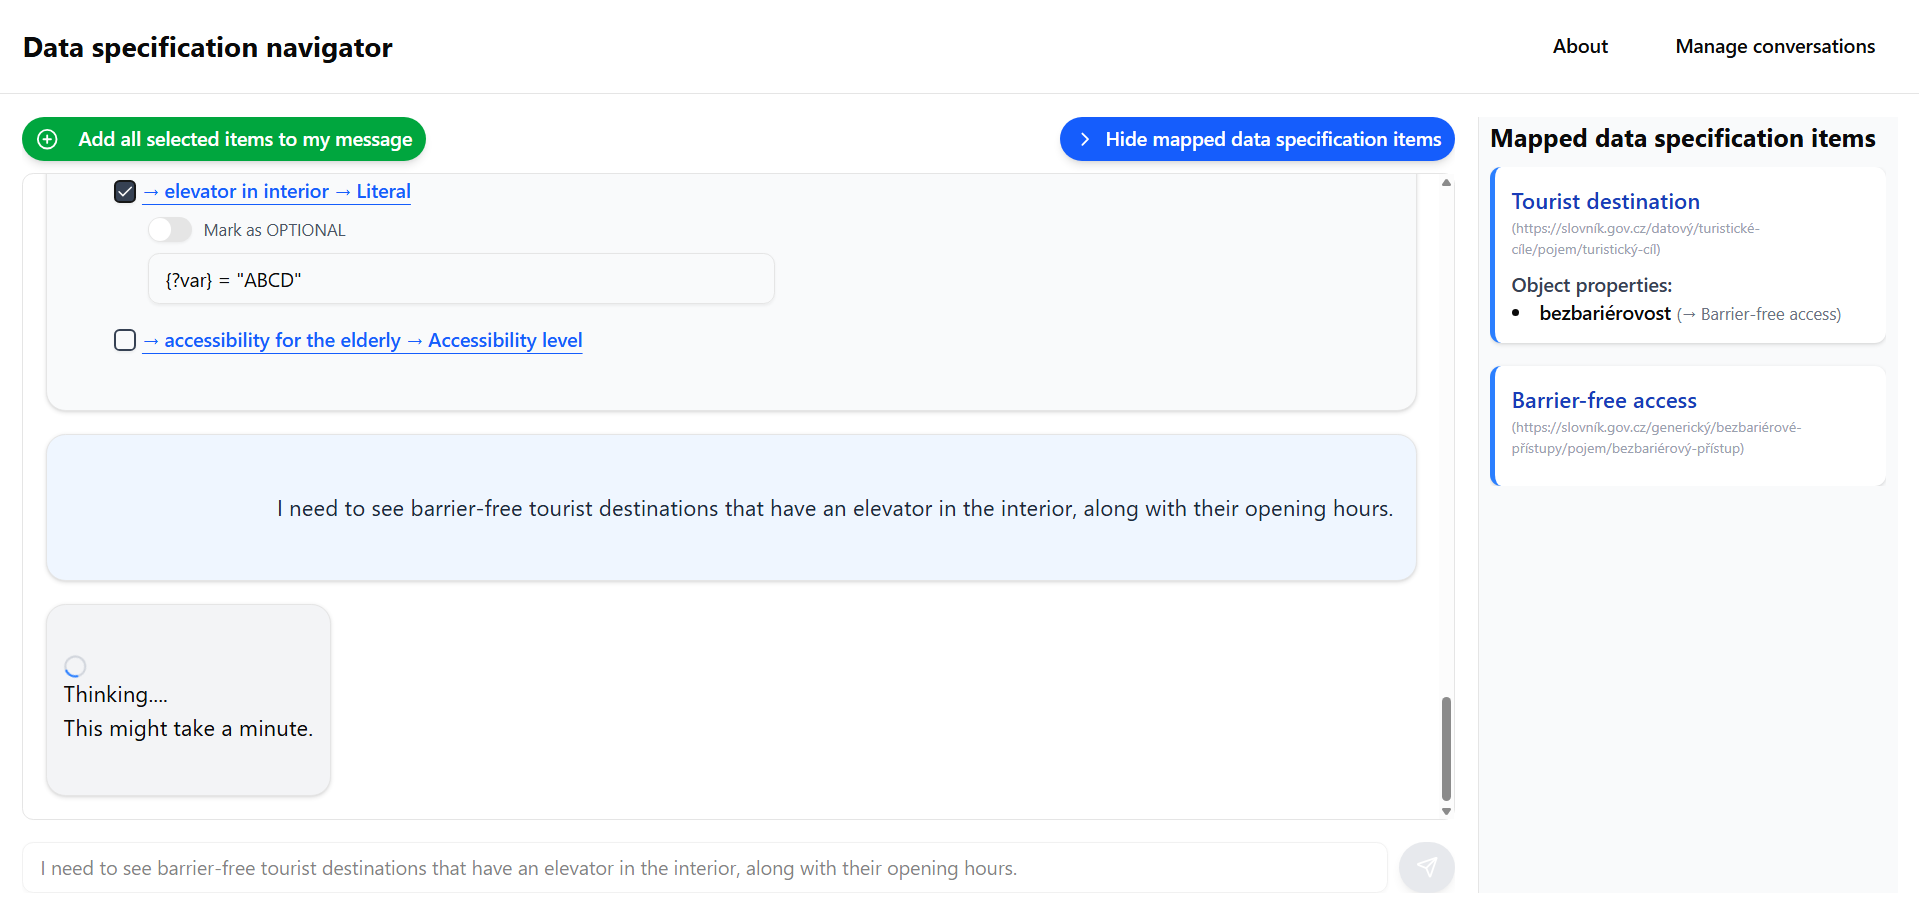 Data specification navigator
About
Manage conversations
Add all selected items to my message
Hide mapped data specification items
→ elevator in interior → Literal
Mark as OPTIONAL
{?var} = "ABCD"
→ accessibility for the elderly → Accessibility level
I need to see barrier-free tourist destinations that have an elevator in the interior, along with their opening hours.
Thinking....
This might take a minute.
I need to see barrier-free tourist destinations that have an elevator in the interior, along with their opening hours.
Mapped data specification items
Tourist destination
(https://slovník.gov.cz/datový/turistické-
cíle/pojem/turistický-cíl)
Object properties:
• bezbariérovost (→ Barrier-free access)
Barrier-free access
(https://slovník.gov.cz/generický/bezbariérové-
přístupy/pojem/bezbariérový-přístup)